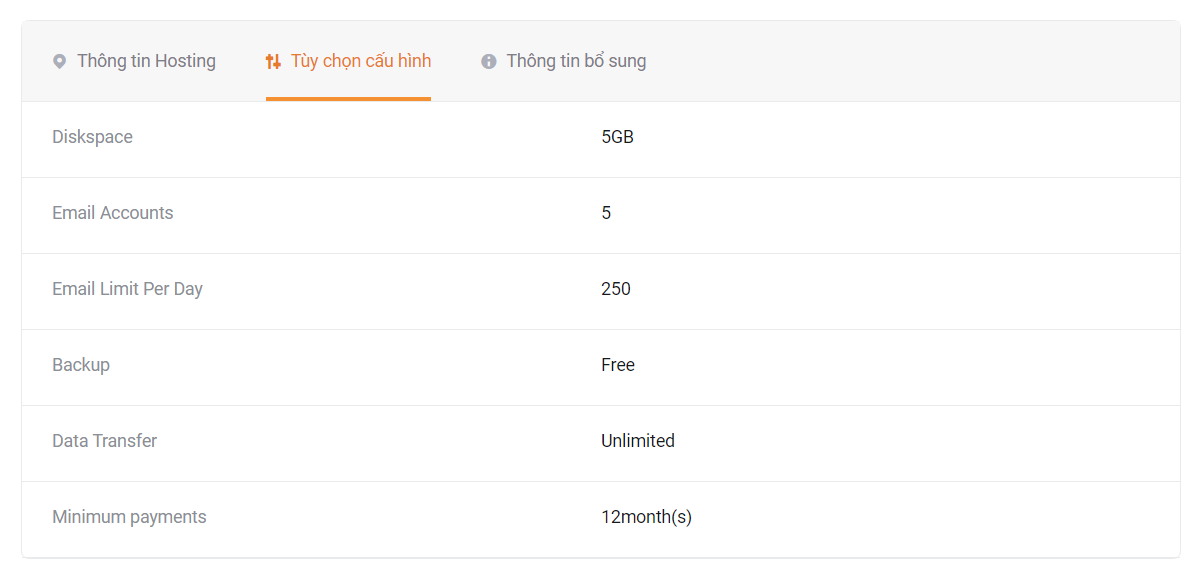 Thông tin Hosting Tùy chọn cấu hình Thông tin bổ sung
Diskspace 5GB
Email Accounts 5
Email Limit Per Day 250
Backup Free
Data Transfer Unlimited
Minimum payments 12month(s)